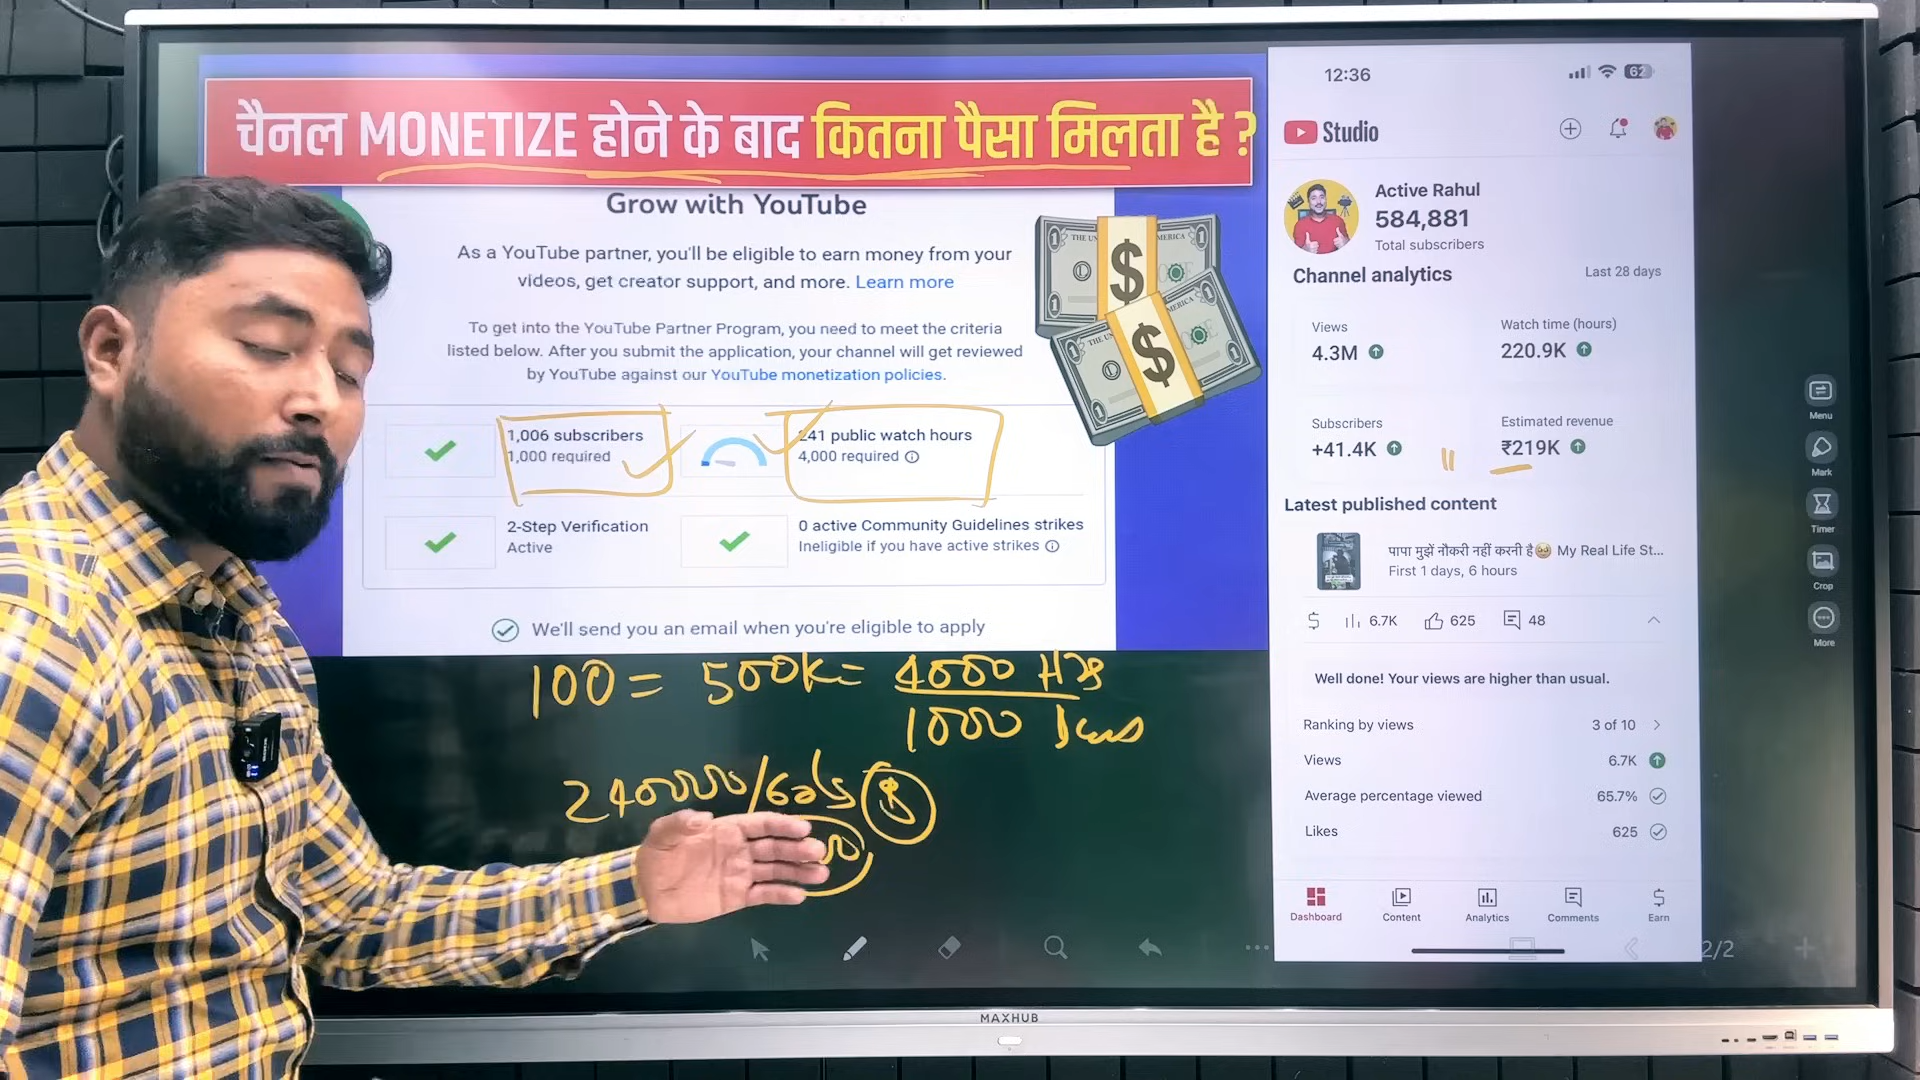 चैनल MONETIZE होने के बाद कितना पैसा मिलता है ?
Grow with YouTube
As a YouTube partner, you'll be eligible to earn money from your
videos, get creator support, and more. Learn more
To get into the YouTube Partner Program, you need to meet the criteria
listed below. After you submit the application, your channel will get reviewed
by YouTube against our YouTube monetization policies.
1,006 subscribers
1,000 required
241 public watch hours
4,000 required
2-Step Verification
Active
0 active Community Guidelines strikes
Ineligible if you have active strikes
We'll send you an email when you're eligible to apply
100 = 500K = 4000 Hrs
1000
240000/60
$
12:36
62
Studio
Active Rahul
584,881
Total subscribers
Channel analytics
Last 28 days
Views
4.3M
Watch time (hours)
220.9K
Subscribers
+41.4K
Estimated revenue
₹219K
Latest published content
पापा मुझे नौकरी नहीं करनी है🥺 My Real Life St...
First 1 days, 6 hours
6.7K 625 48
Well done! Your views are higher than usual.
Ranking by views 3 of 10
Views 6.7K
Average percentage viewed 65.7%
Likes 625
Dashboard Content Analytics Comments Earn
Menu
Mark
Timer
Crop
More
2/2
MAXHUB